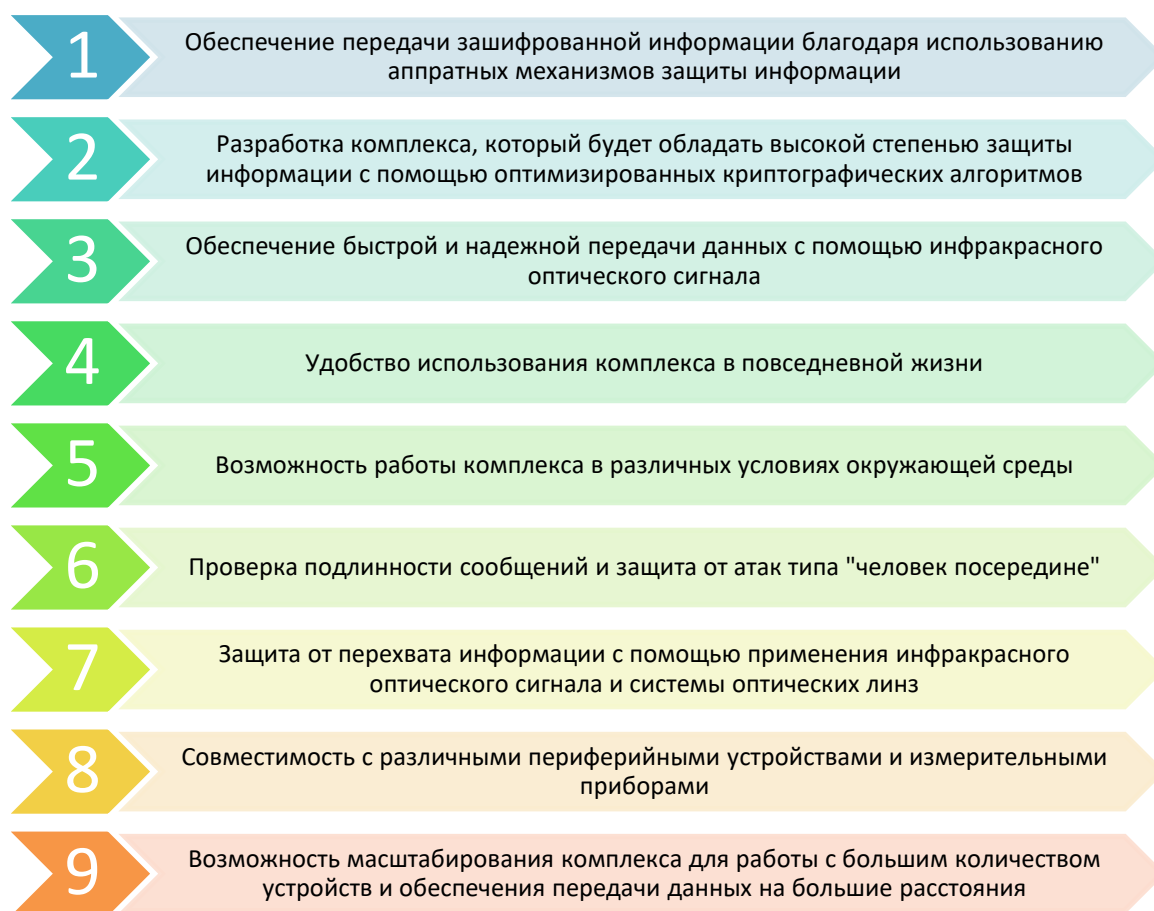 1
Обеспечение передачи зашифрованной информации благодаря использованию
аппратных механизмов защиты информации
2
Разработка комплекса, который будет обладать высокой степенью защиты
информации с помощью оптимизированных криптографических алгоритмов
3
Обеспечение быстрой и надежной передачи данных с помощью инфракрасного
оптического сигнала
4
Удобство использования комплекса в повседневной жизни
5
Возможность работы комплекса в различных условиях окружающей среды
6
Проверка подлинности сообщений и защита от атак типа "человек посередине"
7
Защита от перехвата информации с помощью применения инфракрасного
оптического сигнала и системы оптических линз
8
Совместимость с различными периферийными устройствами и измерительными
приборами
9
Возможность масштабирования комплекса для работы с большим количеством
устройств и обеспечения передачи данных на большие расстояния